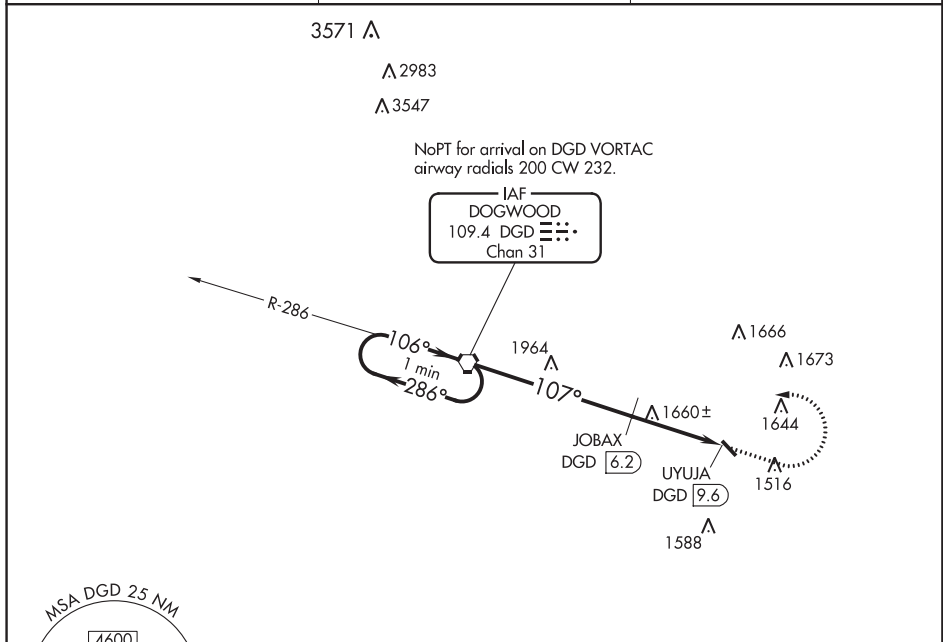 3571
2983
3547
NoPT for arrival on DGD VORTAC
airway radials 200 CW 232.
IAF
DOGWOOD
109.4 DGD
Chan 31
R-286
106°
1 min
286°
1964
107°
1666
1673
1660±
1644
JOBAX
DGD 6.2
UYUJA
DGD 9.6
1516
1588
MSA DGD 25 NM
4600